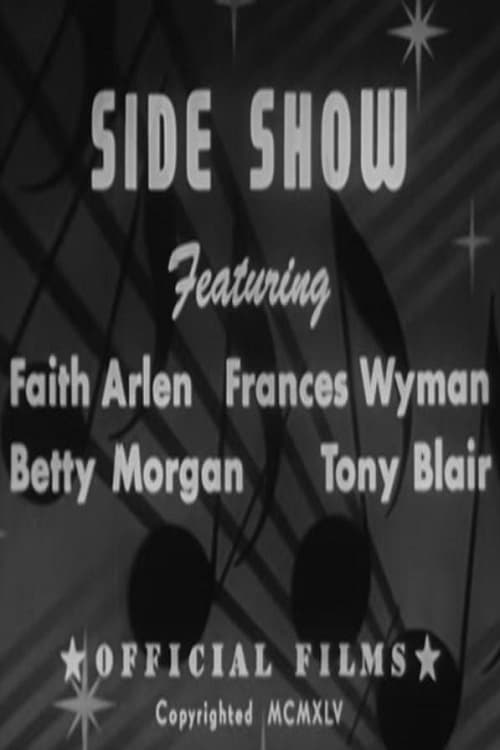 SIDE SHOW
Featuring
Faith Arlen Frances Wyman
Betty Morgan Tony Blair
★OFFICIAL FILMS★
Copyrighted MCMXLV